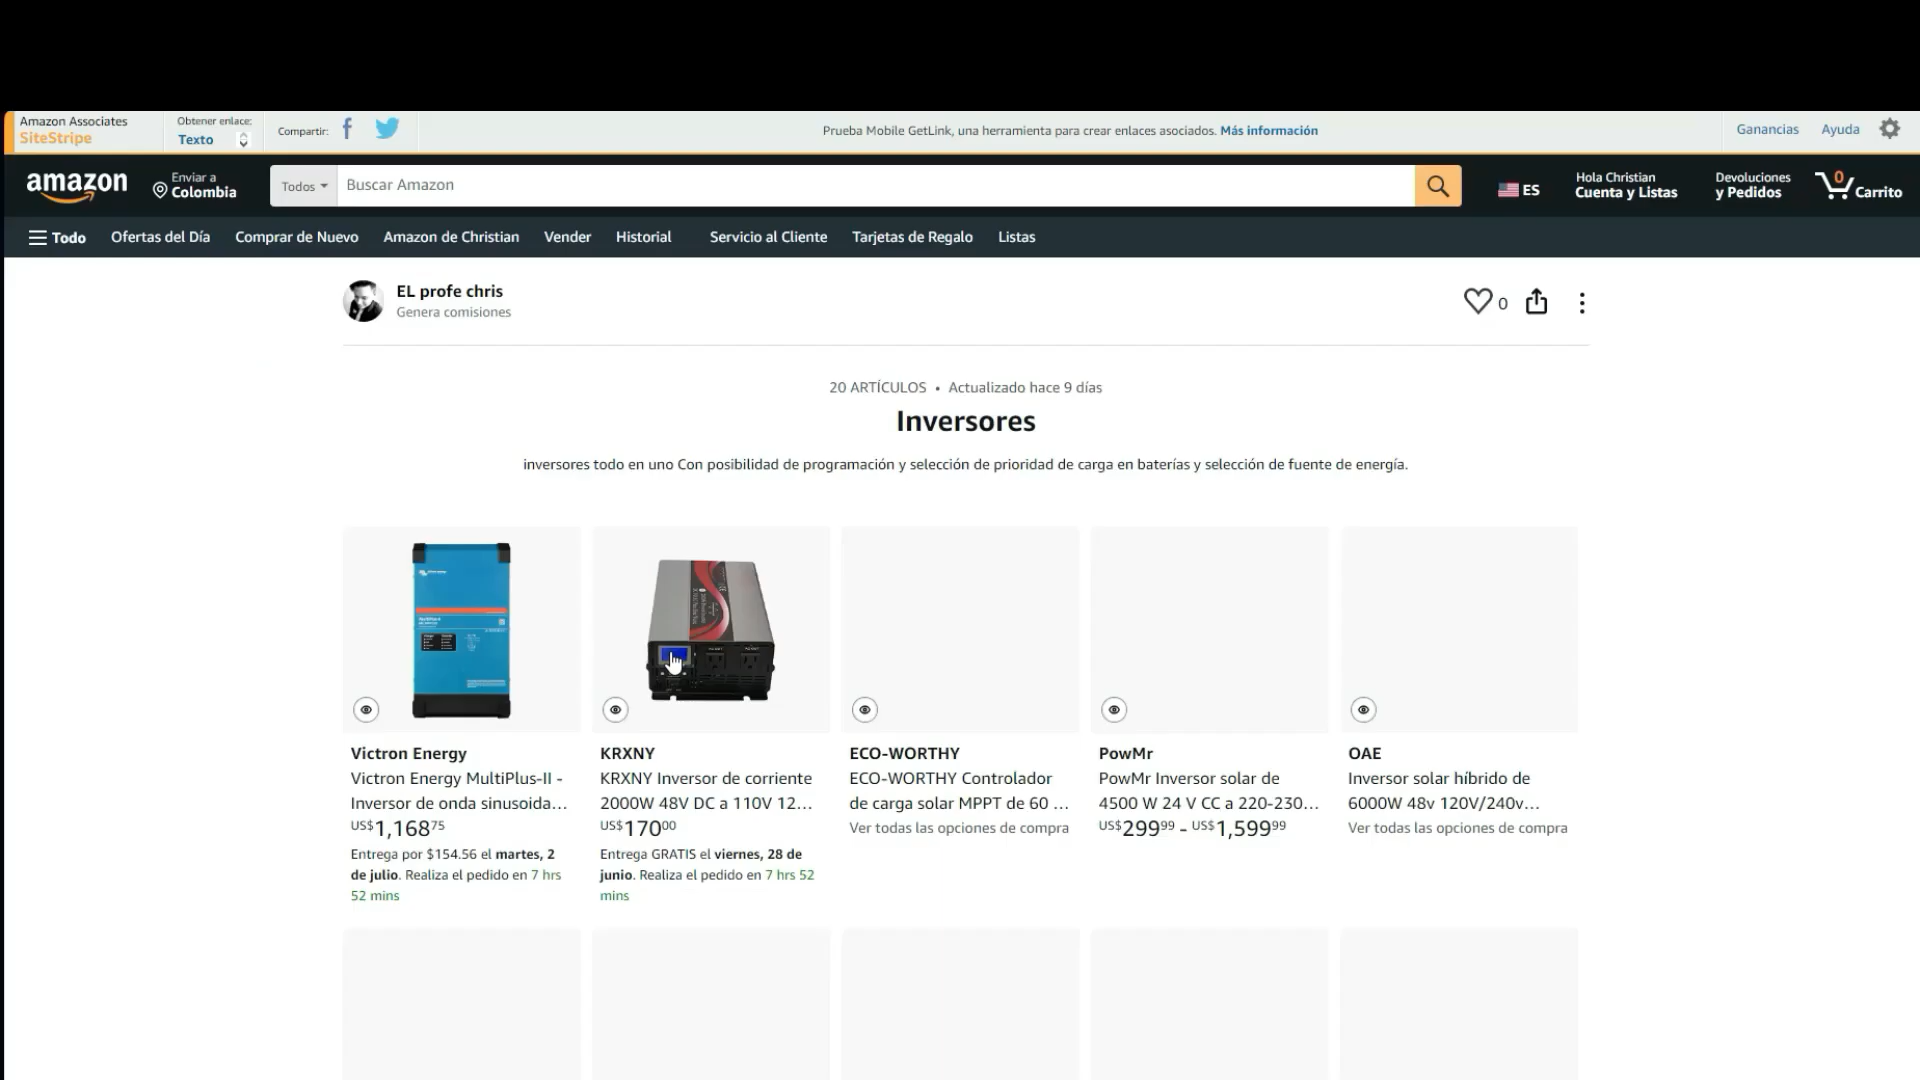 Amazon Associates
SiteStripe
Obtener enlace:
Texto
Compartir:
Prueba Mobile GetLink, una herramienta para crear enlaces asociados. Más información
Ganancias
Ayuda
amazon
Enviar a
Colombia
Todos
Buscar Amazon
ES
Hola Christian
Cuenta y Listas
Devoluciones
y Pedidos
0
Carrito
Todo
Ofertas del Día
Comprar de Nuevo
Amazon de Christian
Vender
Historial
Servicio al Cliente
Tarjetas de Regalo
Listas
EL profe chris
Genera comisiones
0
20 ARTÍCULOS • Actualizado hace 9 días
Inversores
inversores todo en uno Con posibilidad de programación y selección de prioridad de carga en baterías y selección de fuente de energía.
Victron Energy
Victron Energy MultiPlus-II -
Inversor de onda sinusoida...
US$1,16875
Entrega por $154.56 el martes, 2
de julio. Realiza el pedido en 7 hrs
52 mins
KRXNY
KRXNY Inversor de corriente
2000W 48V DC a 110V 12...
US$17000
Entrega GRATIS el viernes, 28 de
junio. Realiza el pedido en 7 hrs 52
mins
ECO-WORTHY
ECO-WORTHY Controlador
de carga solar MPPT de 60 ...
Ver todas las opciones de compra
PowMr
PowMr Inversor solar de
4500 W 24 V CC a 220-230...
US$29999 - US$1,59999
OAE
Inversor solar híbrido de
6000W 48v 120V/240v...
Ver todas las opciones de compra